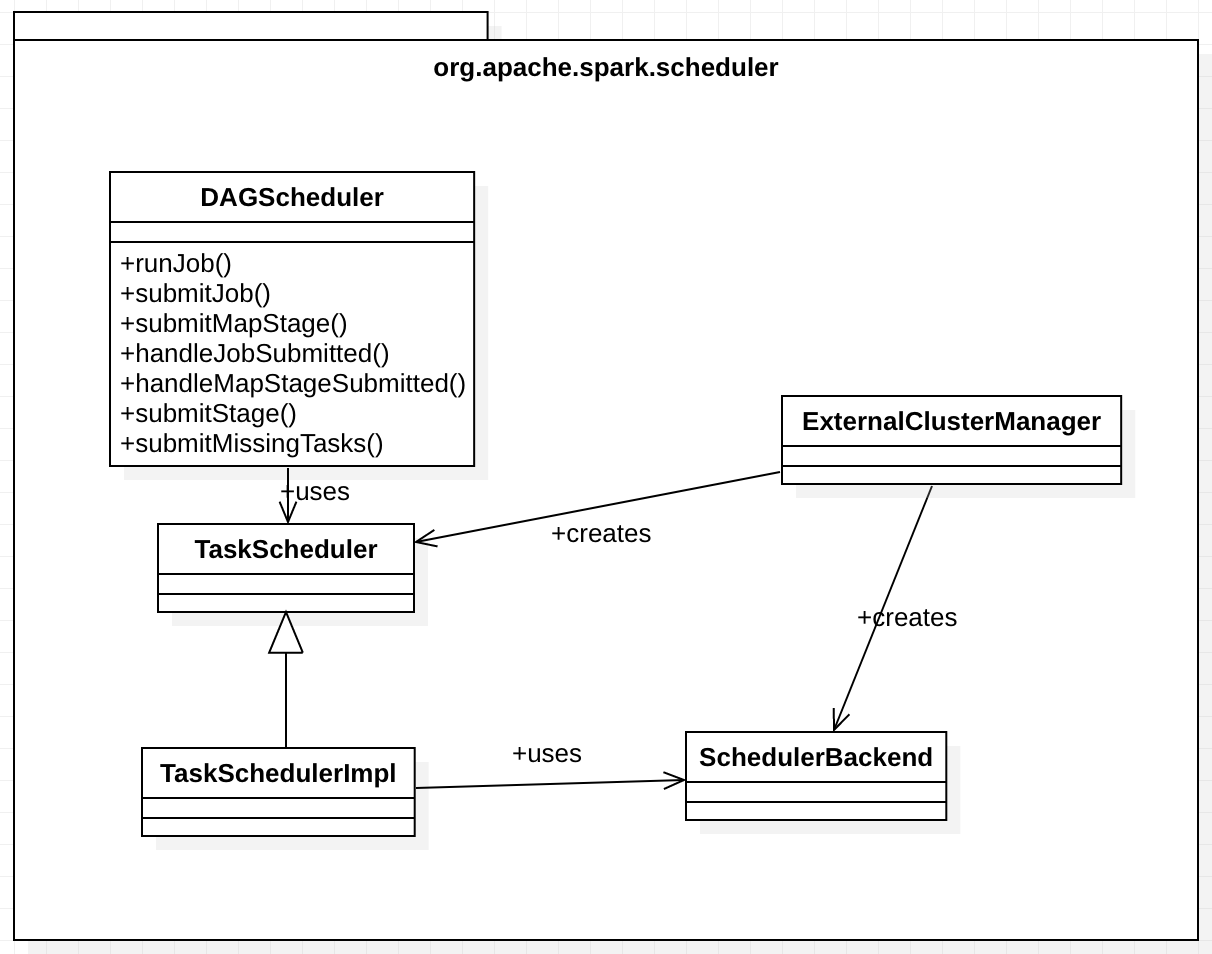 org.apache.spark.scheduler
DAGScheduler
+runJob()
+submitJob()
+submitMapStage()
+handleJobSubmitted()
+handleMapStageSubmitted()
+submitStage()
+submitMissingTasks()
ExternalClusterManager
+uses
+creates
TaskScheduler
+creates
+uses
TaskSchedulerImpl
SchedulerBackend